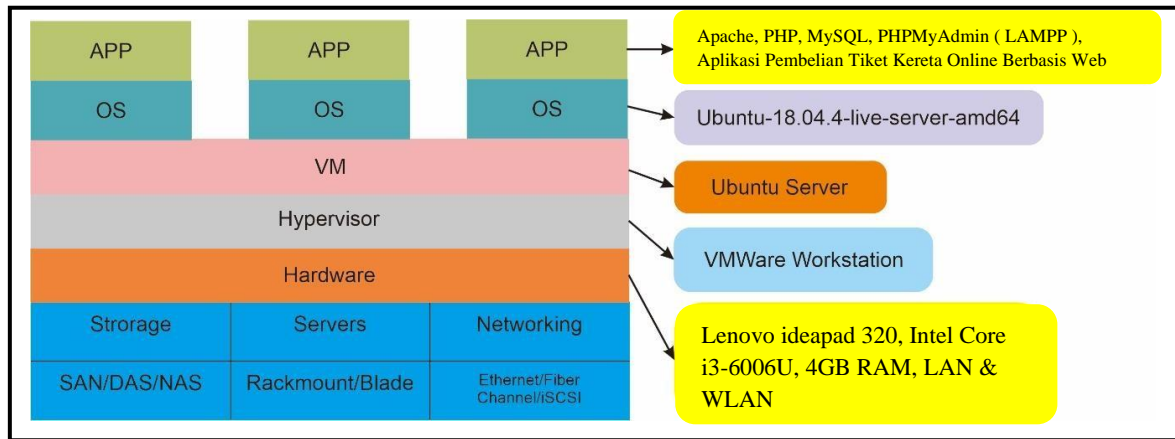 APP
APP
APP
Apache, PHP, MySQL, PHPMyAdmin ( LAMPP ),
Aplikasi Pembelian Tiket Kereta Online Berbasis Web
OS
OS
OS
Ubuntu-18.04.4-live-server-amd64
VM
Ubuntu Server
Hypervisor
VMWare Workstation
Hardware
Strorage
Servers
Networking
SAN/DAS/NAS
Rackmount/Blade
Ethernet/Fiber
Channel/iSCSI
Lenovo ideapad 320, Intel Core
i3-6006U, 4GB RAM, LAN &
WLAN